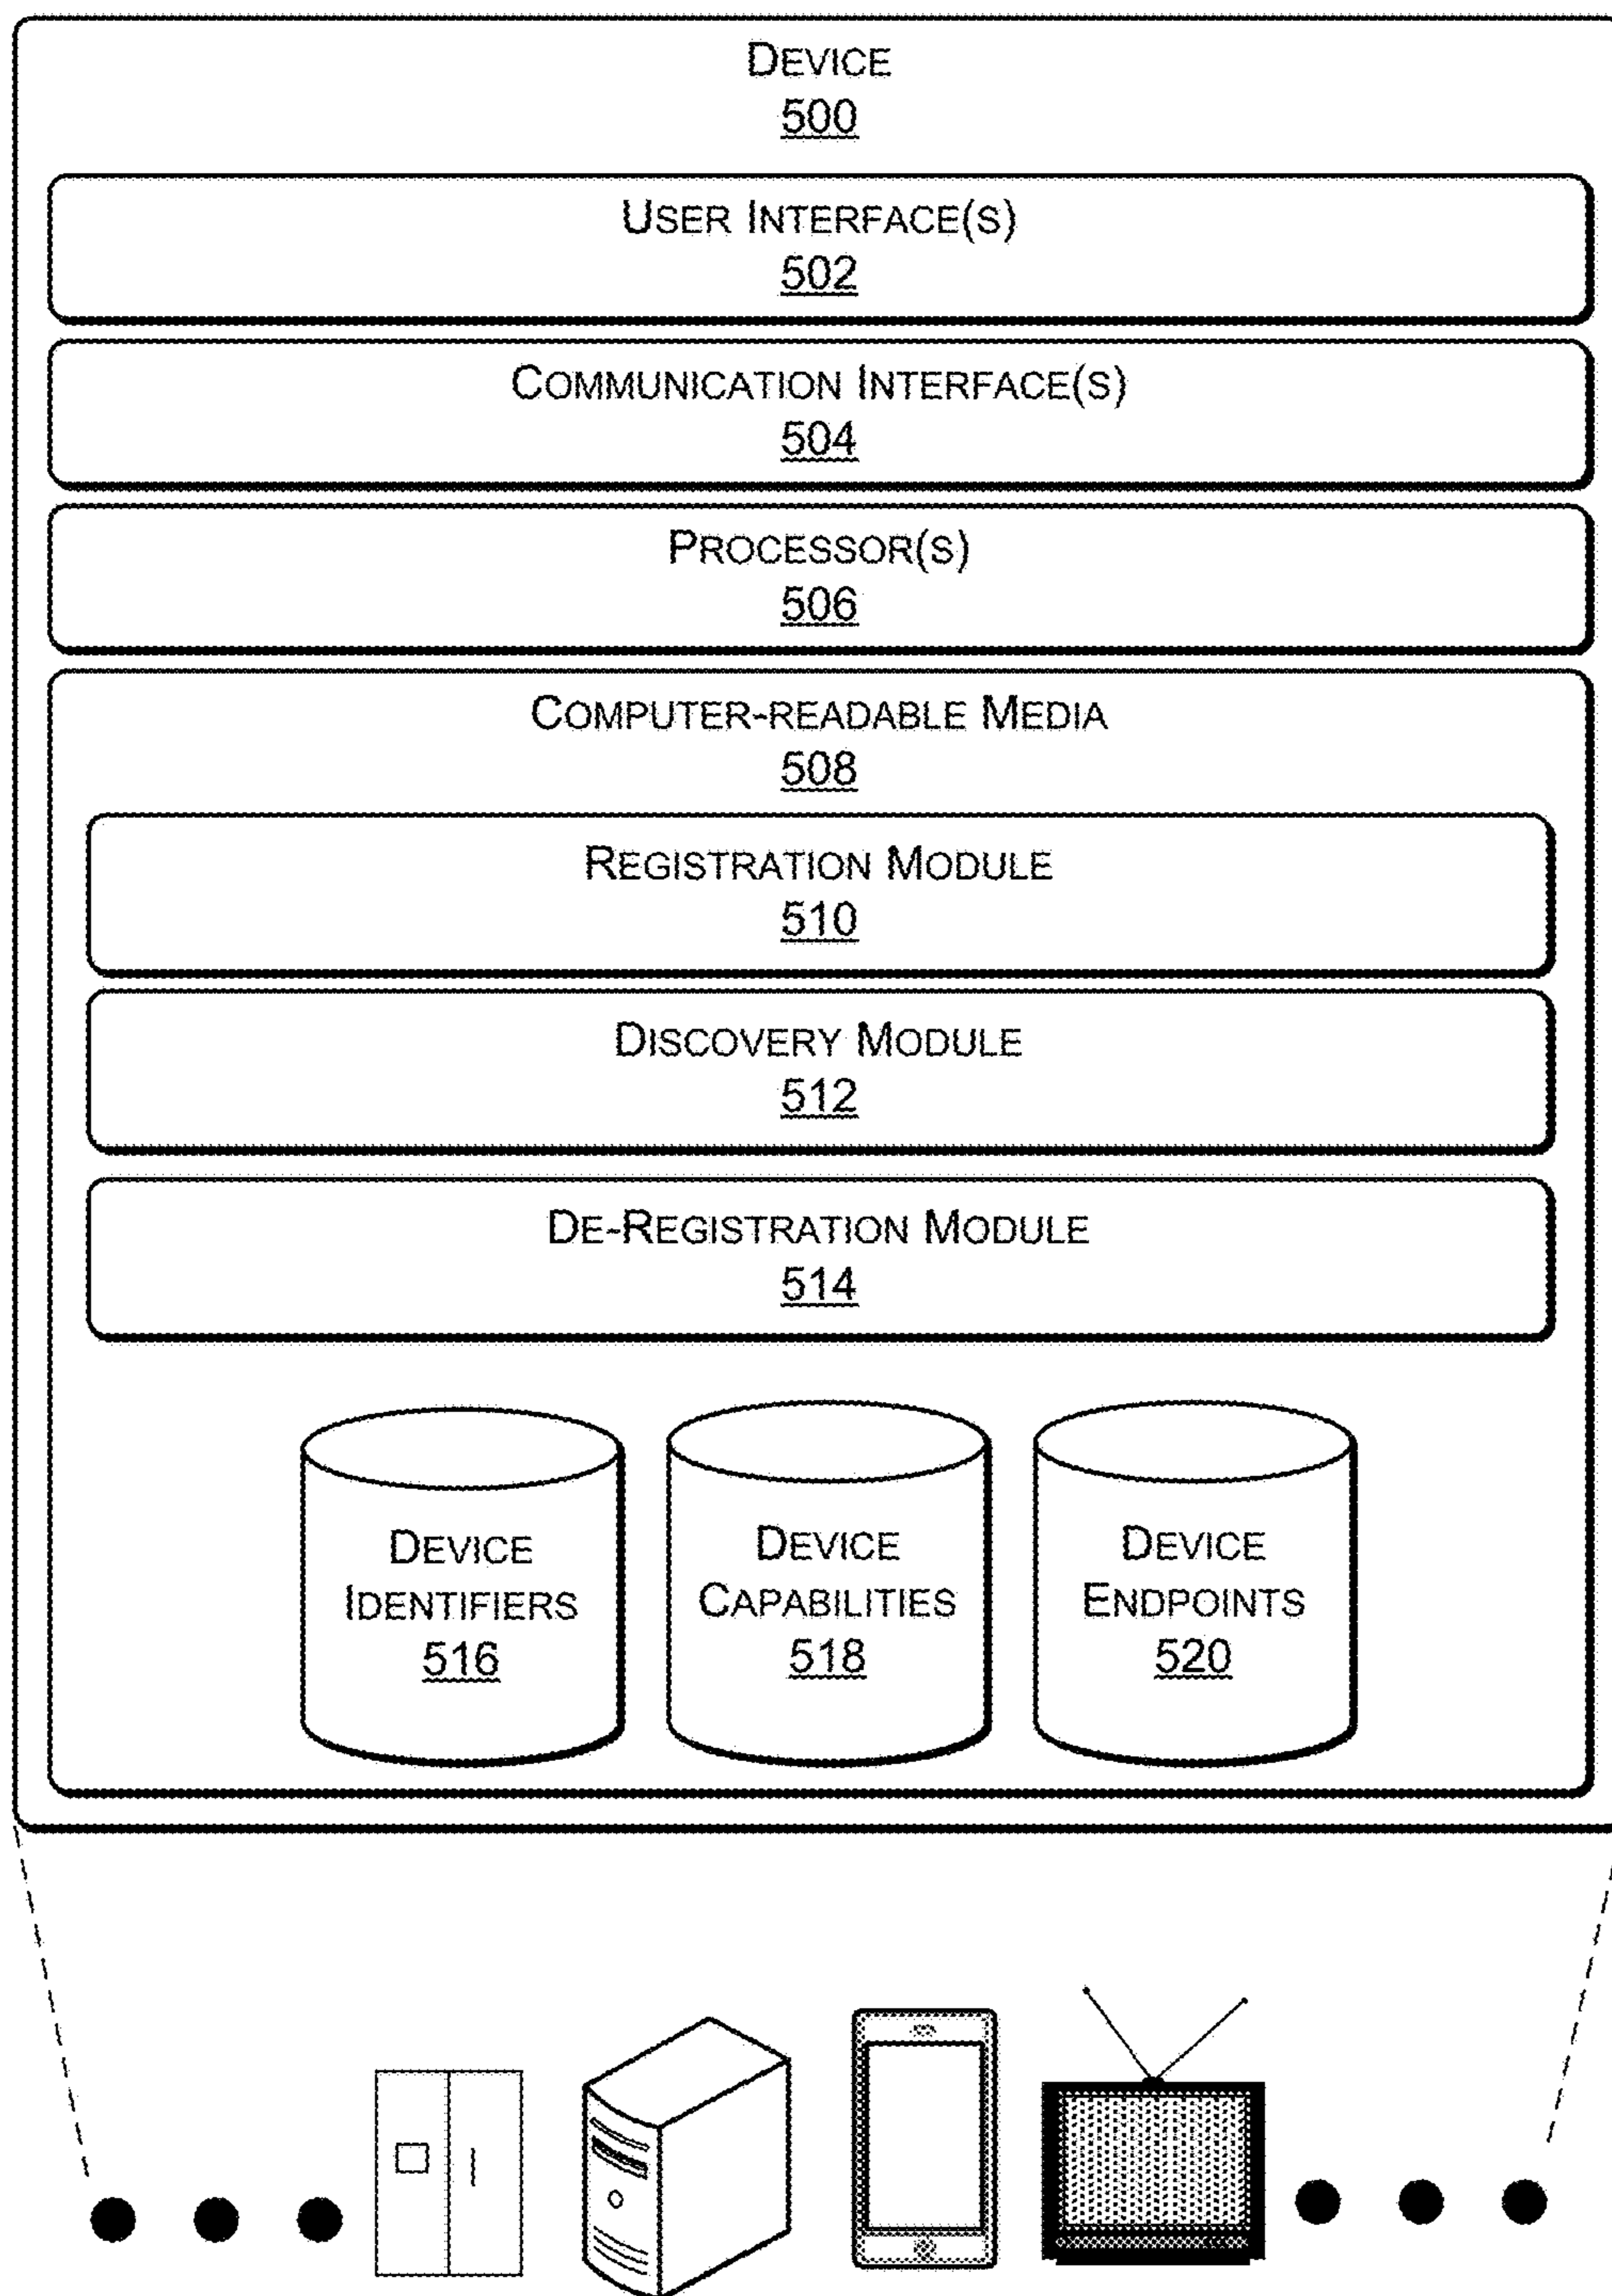 DEVICE
500
USER INTERFACE(S)
502
COMMUNICATION INTERFACE(S)
504
PROCESSOR(S)
506
COMPUTER-READABLE MEDIA
508
REGISTRATION MODULE
510
DISCOVERY MODULE
512
DE-REGISTRATION MODULE
514
DEVICE
IDENTIFIERS
516
DEVICE
CAPABILITIES
518
DEVICE
ENDPOINTS
520